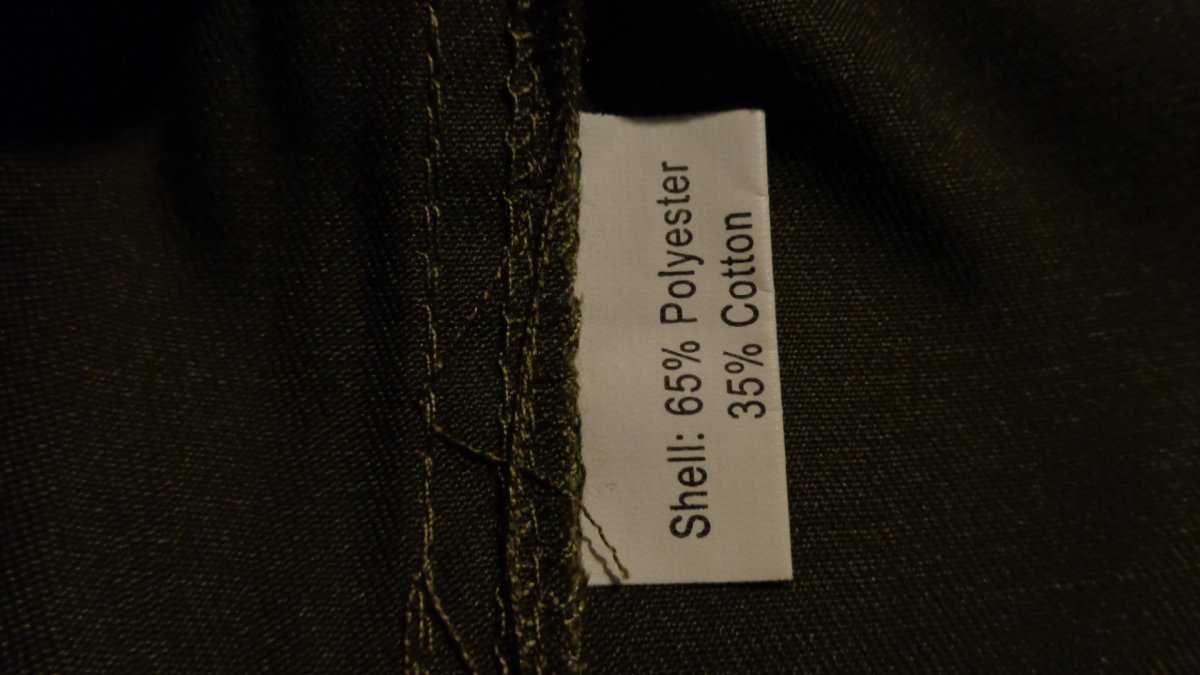 Shell: 65% Polyester
35% Cotton